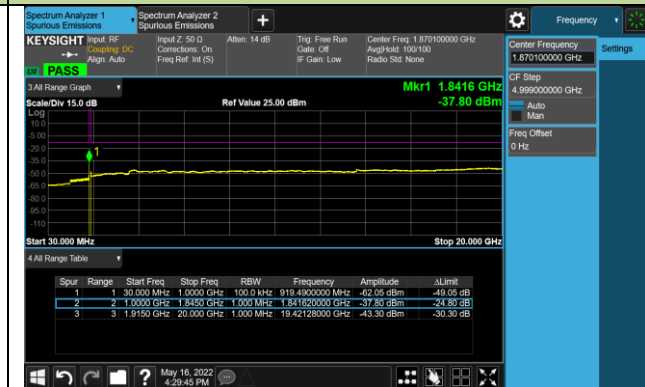 Spectrum Analyzer 1
Spurious Emissions
Spectrum Analyzer 2
Spurious Emissions
+
Frequency
KEYSIGHT
Input: RF
Coupling: DC
Align: Auto
Input Z: 50 Ω
Corrections: On
Freq Ref: Int (S)
Atten: 14 dB
Trig: Free Run
Gate: Off
IF Gain: Low
Center Freq: 1.870100000 GHz
Avg|Hold: 100/100
Radio Std: None
PASS
Center Frequency
1.870100000 GHz
Settings
CF Step
4.999000000 GHz
Auto
Man
Freq Offset
0 Hz
3 All Range Graph
Mkr1 1.8416 GHz
Scale/Div 15.0 dB
Ref Value 25.00 dBm
-37.80 dBm
Log
10.0
-5.00
-20.0
-35.0
-50.0
-65.0
-80.0
-95.0
-110
1
Start 30.000 MHz
Stop 20.000 GHz
4 All Range Table
Spur Range Start Freq Stop Freq RBW Frequency Amplitude ΔLimit
1 1 30.000 MHz 1.0000 GHz 100.0 kHz 919.4900000 MHz -62.05 dBm -49.05 dB
2 2 1.0000 GHz 1.8450 GHz 1.000 MHz 1.841620000 GHz -37.80 dBm -24.80 dB
3 3 1.9150 GHz 20.000 GHz 1.000 MHz 19.42128000 GHz -43.30 dBm -30.30 dB
?
May 16, 2022
4:29:45 PM